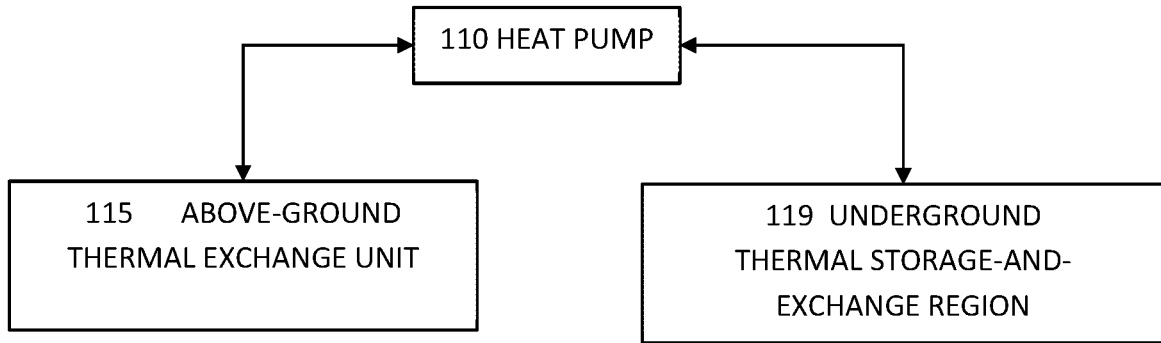 110 HEAT PUMP
115 ABOVE-GROUND
THERMAL EXCHANGE UNIT
119 UNDERGROUND
THERMAL STORAGE-AND-
EXCHANGE REGION